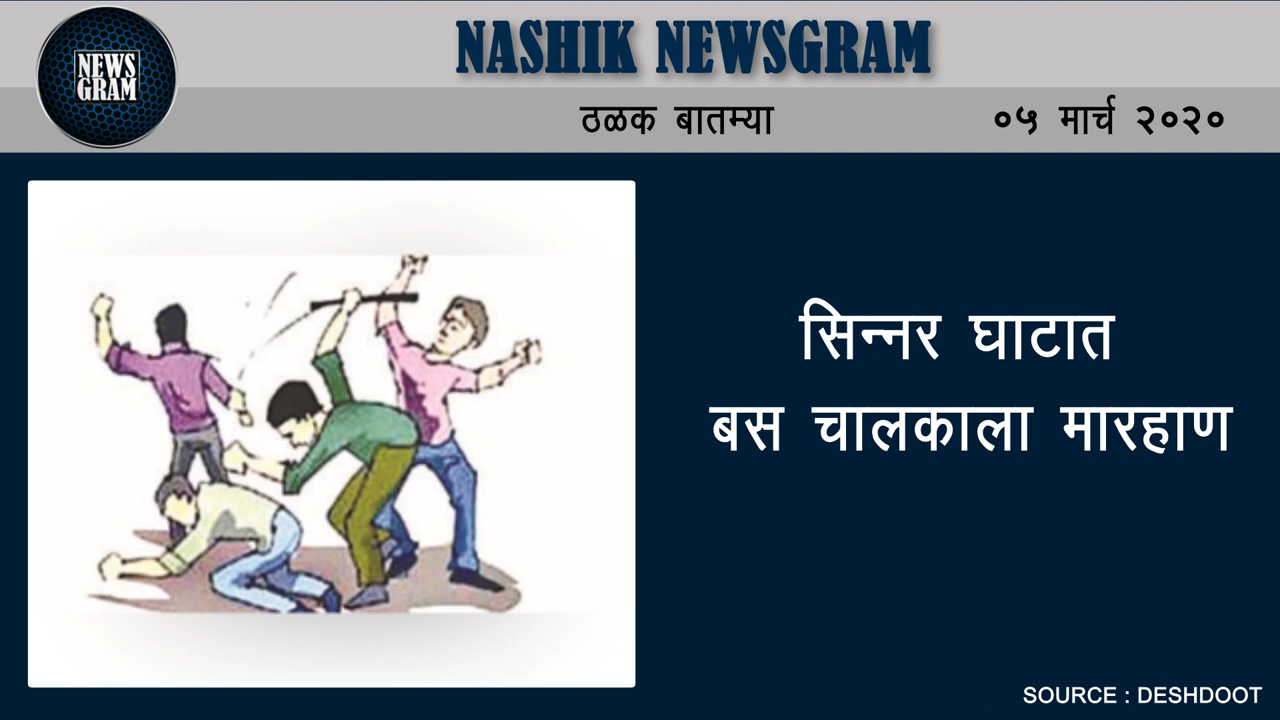 NEWS
GRAM
NASHIK NEWSGRAM
ठळक बातम्या
०५ मार्च २०२०
सिन्नर घाटात
बस चालकाला मारहाण
SOURCE : DESHDOOT